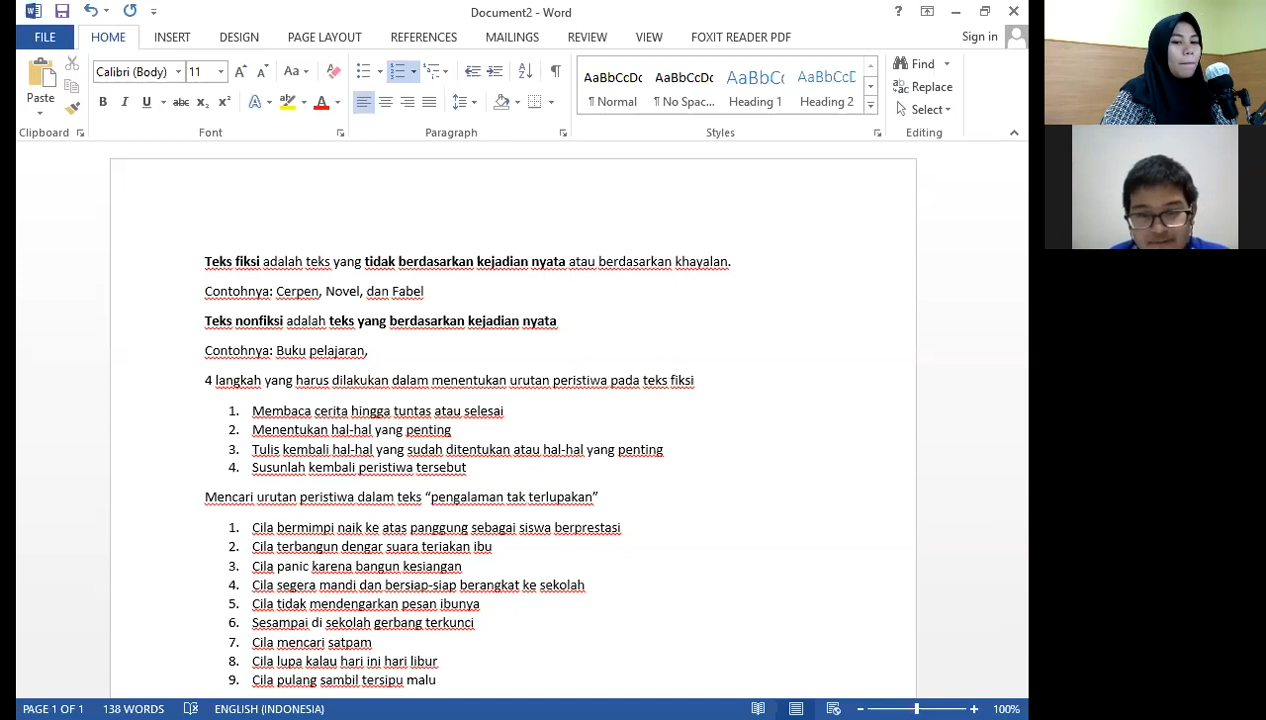 Document2 - Word
FILE HOME INSERT DESIGN PAGE LAYOUT REFERENCES MAILINGS REVIEW VIEW FOXIT READER PDF Sign in
Paste
Calibri (Body) 11
Clipboard Font Paragraph Styles Editing
AaBbCcDc AaBbCcDc AaBbC AaBbCcD
¶ Normal ¶ No Spac... Heading 1 Heading 2
Find
Replace
Select
Teks fiksi adalah teks yang tidak berdasarkan kejadian nyata atau berdasarkan khayalan.
Contohnya: Cerpen, Novel, dan Fabel
Teks nonfiksi adalah teks yang berdasarkan kejadian nyata
Contohnya: Buku pelajaran,
4 langkah yang harus dilakukan dalam menentukan urutan peristiwa pada teks fiksi
1. Membaca cerita hingga tuntas atau selesai
2. Menentukan hal-hal yang penting
3. Tulis kembali hal-hal yang sudah ditentukan atau hal-hal yang penting
4. Susunlah kembali peristiwa tersebut
Mencari urutan peristiwa dalam teks “pengalaman tak terlupakan”
1. Cila bermimpi naik ke atas panggung sebagai siswa berprestasi
2. Cila terbangun dengar suara teriakan ibu
3. Cila panic karena bangun kesiangan
4. Cila segera mandi dan bersiap-siap berangkat ke sekolah
5. Cila tidak mendengarkan pesan ibunya
6. Sesampai di sekolah gerbang terkunci
7. Cila mencari satpam
8. Cila lupa kalau hari ini hari libur
9. Cila pulang sambil tersipu malu
PAGE 1 OF 1 138 WORDS ENGLISH (INDONESIA) 100%